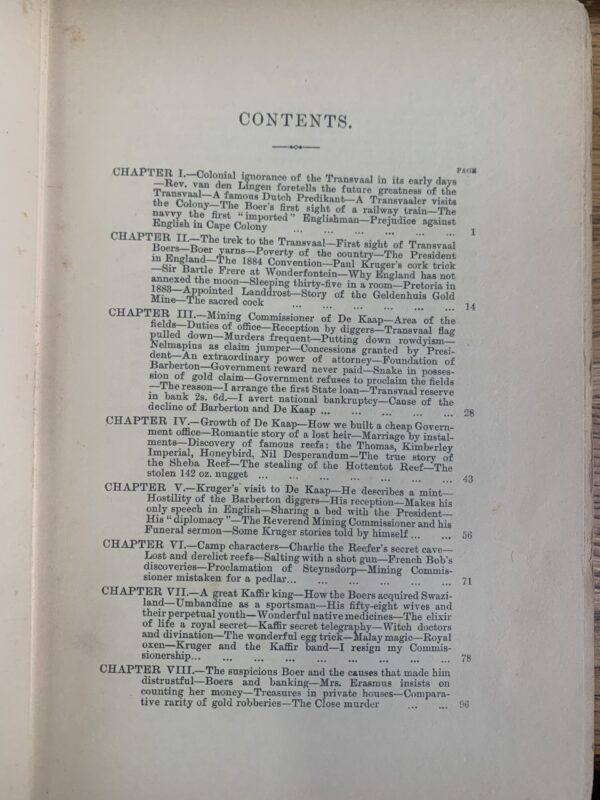 CONTENTS.
PAGE
CHAPTER I.—Colonial ignorance of the Transvaal in its early days
—Rev. van den Lingen foretells the future greatness of the
Transvaal—A famous Dutch Predikant—A Transvaaler visits
the Colony—The Boer's first sight of a railway train—The
navvy the first "imported" Englishman—Prejudice against
English in Cape Colony ... ... ... ... ... 1
CHAPTER II.—The trek to the Transvaal—First sight of Transvaal
Boers—Boer yarns—Poverty of the country—The President
in England—The 1884 Convention—Paul Kruger's cork trick
—Sir Bartle Frere at Wonderfontein—Why England has not
annexed the moon—Sleeping thirty-five in a room—Pretoria in
1883—Appointed Landdrost—Story of the Geldenhuis Gold
Mine—The sacred cock ... ... ... ... ... 14
CHAPTER III.—Mining Commissioner of De Kaap—Area of the
fields—Duties of office—Reception by diggers—Transvaal flag
pulled down—Murders frequent—Putting down rowdyism—
Nelmapius as claim jumper—Concessions granted by Presi-
dent—An extraordinary power of attorney—Foundation of
Barberton—Government reward never paid—Snake in posses-
sion of gold claim—Government refuses to proclaim the fields
—The reason—I arrange the first State loan—Transvaal reserve
in bank 2s. 6d.—I avert national bankruptcy—Cause of the
decline of Barberton and De Kaap ... ... ... ... 28
CHAPTER IV.—Growth of De Kaap—How we built a cheap Govern-
ment office—Romantic story of a lost heir—Marriage by instal-
ments—Discovery of famous reefs: the Thomas, Kimberley
Imperial, Honeybird, Nil Desperandum—The true story of
the Sheba Reef—The stealing of the Hottentot Reef—The
stolen 142 oz. nugget ... ... ... ... ... ... 43
CHAPTER V.—Kruger's visit to De Kaap—He describes a mint—
Hostility of the Barberton diggers—His reception—Makes his
only speech in English—Sharing a bed with the President—
His "diplomacy"—The Reverend Mining Commissioner and his
Funeral sermon—Some Kruger stories told by himself ... ... 56
CHAPTER VI.—Camp characters—Charlie the Reefer's secret cave—
Lost and derelict reefs—Salting with a shot gun—French Bob's
discoveries—Proclamation of Steynsdorp—Mining Commis-
sioner mistaken for a pedlar... ... ... ... ... ... 71
CHAPTER VII.—A great Kaffir king—How the Boers acquired Swazi-
land—Umbandine as a sportsman—His fifty-eight wives and
their perpetual youth—Wonderful native medicines—The elixir
of life a royal secret—Kaffir secret telegraphy—Witch doctors
and divination—The wonderful egg trick—Malay magic—Royal
oxen—Kruger and the Kaffir band—I resign my Commis-
sionership... ... ... ... ... ... ... ... 78
CHAPTER VIII.—The suspicious Boer and the causes that made him
distrustful—Boers and banking—Mrs. Erasmus insists on
counting her money—Treasures in private houses—Compara-
tive rarity of gold robberies—The Close murder ... ... 96